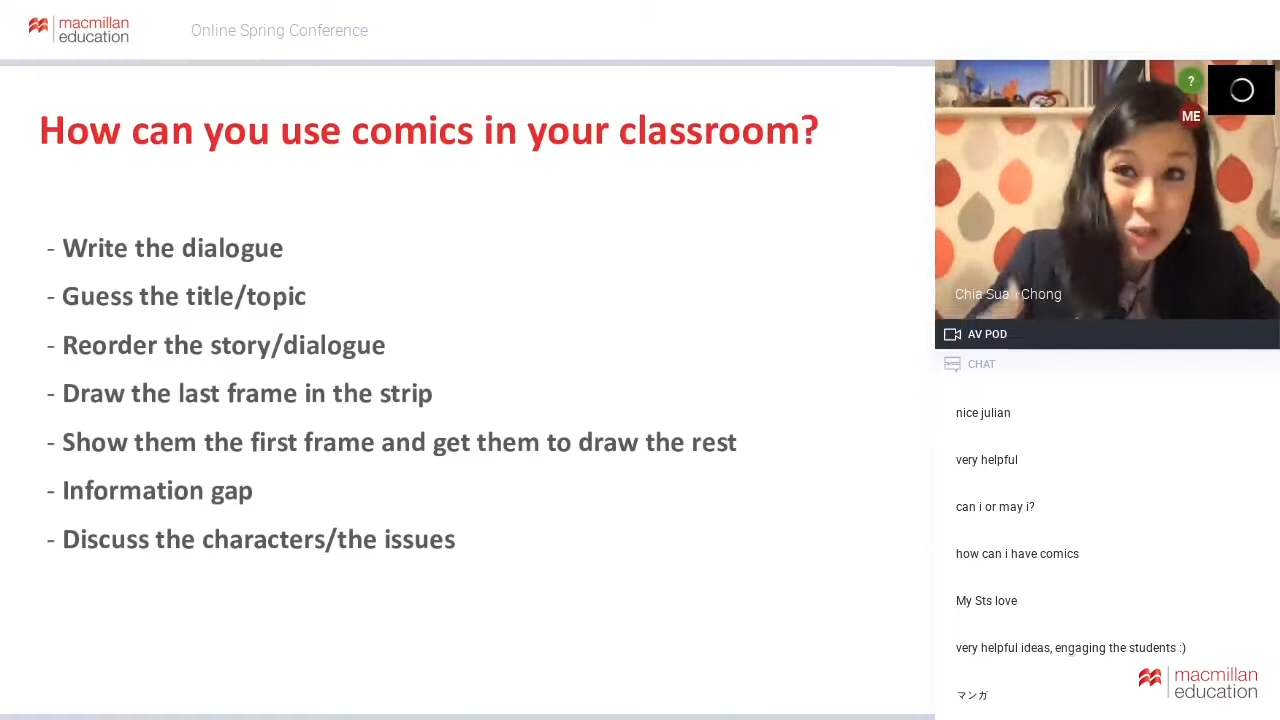 macmillan
education
Online Spring Conference
How can you use comics in your classroom?
- Write the dialogue
- Guess the title/topic
- Reorder the story/dialogue
- Draw the last frame in the strip
- Show them the first frame and get them to draw the rest
- Information gap
- Discuss the characters/the issues
?
ME
Chia Suan Chong
AV POD
CHAT
nice julian
very helpful
can i or may i?
how can i have comics
My Sts love
very helpful ideas, engaging the students :)
マンガ
macmillan
education